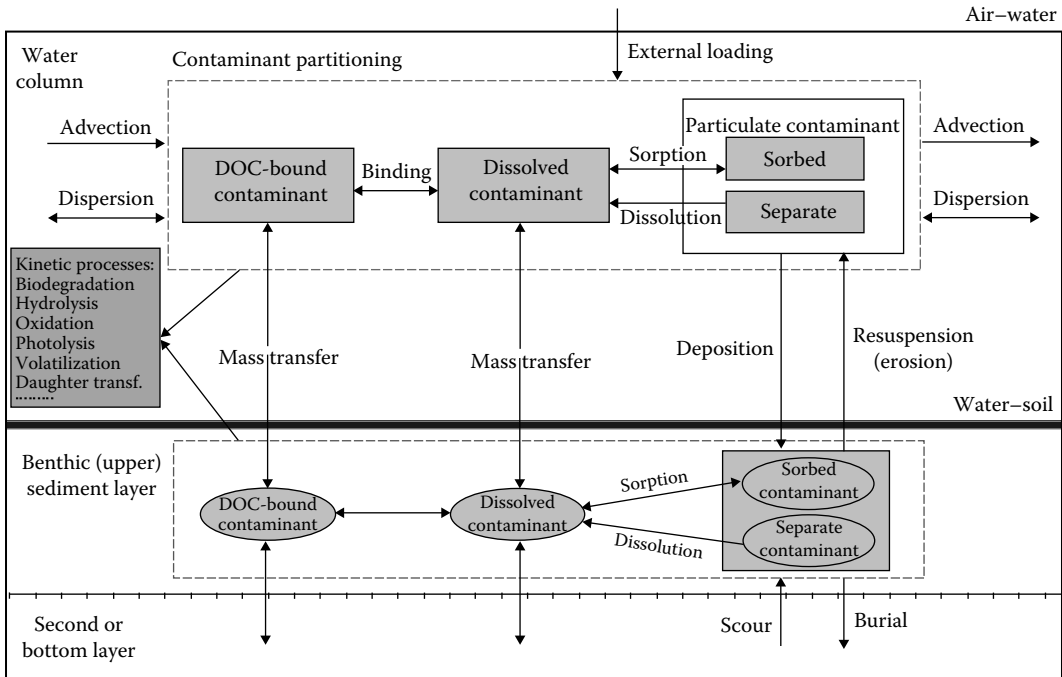 Air–water
Water
column
Contaminant partitioning
External loading
Advection
Dispersion
DOC-bound
contaminant
Binding
Dissolved
contaminant
Sorption
Dissolution
Particulate contaminant
Sorbed
Separate
Advection
Dispersion
Kinetic processes:
Biodegradation
Hydrolysis
Oxidation
Photolysis
Volatilization
Daughter transf.
.........
Mass transfer
Mass transfer
Deposition
Resuspension
(erosion)
Water–soil
Benthic (upper)
sediment layer
DOC-bound
contaminant
Dissolved
contaminant
Sorption
Dissolution
Sorbed
contaminant
Separate
contaminant
Second or
bottom layer
Scour
Burial